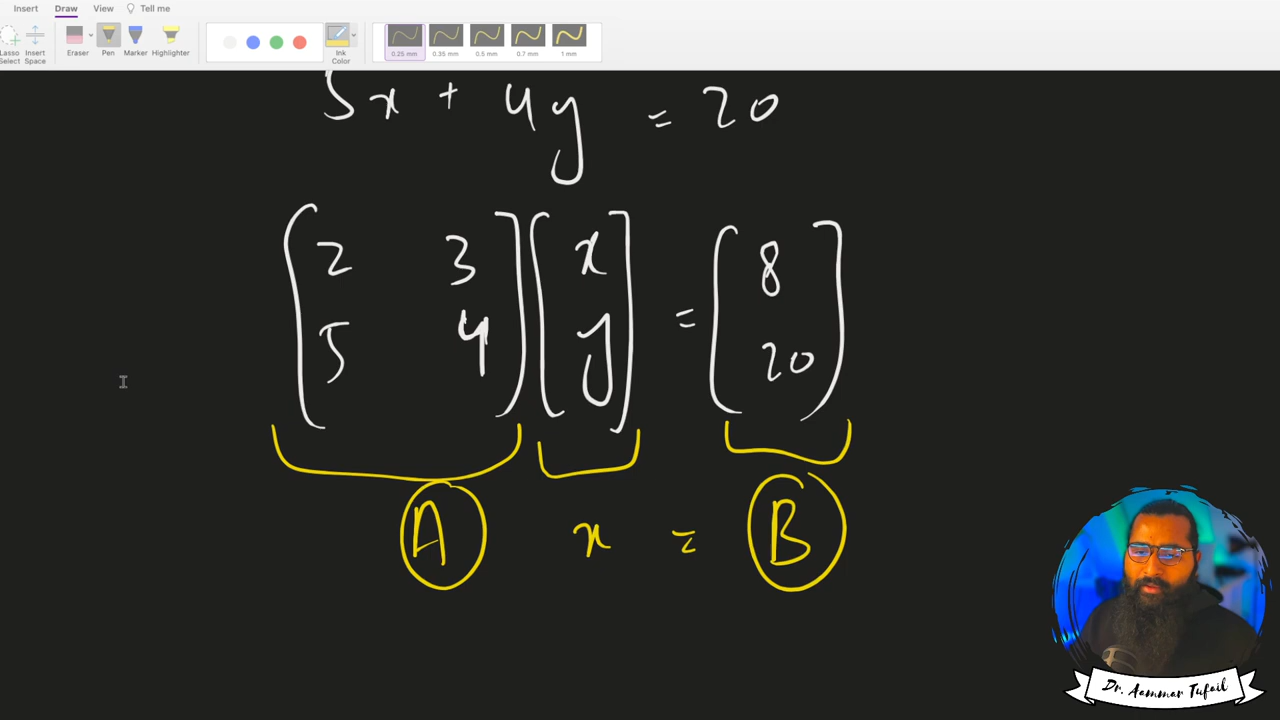 Insert Draw View Tell me
Lasso Select Insert Space Eraser Pen Marker Highlighter Ink Color 0.25 mm 0.35 mm 0.5 mm 0.7 mm 1 mm
5x + 4y = 20
[2 3] [x] = [8]
[5 4] [y] [20]
A x = B
Dr. Aammar Tufail